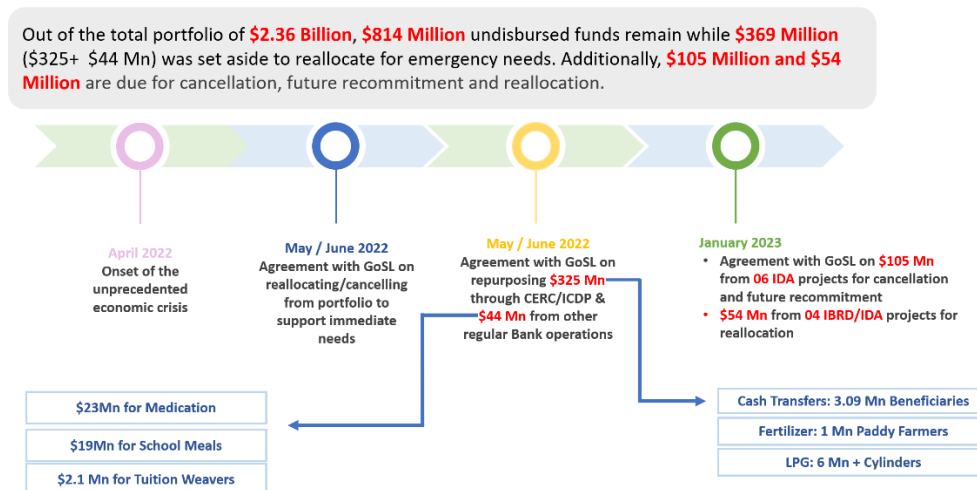 Out of the total portfolio of $2.36 Billion, $814 Million undisbursed funds remain while $369 Million
($325+ $44 Mn) was set aside to reallocate for emergency needs. Additionally, $105 Million and $54
Million are due for cancellation, future recommitment and reallocation.
April 2022
Onset of the
unprecedented
economic crisis
May / June 2022
Agreement with GoSL on
reallocating/cancelling
from portfolio to
support immediate
needs
May / June 2022
Agreement with GoSL on
repurposing $325 Mn
through CERC/ICDP &
$44 Mn from other
regular Bank operations
January 2023
• Agreement with GoSL on $105 Mn
from 06 IDA projects for cancellation
and future recommitment
• $54 Mn from 04 IBRD/IDA projects for
reallocation
$23Mn for Medication
$19Mn for School Meals
$2.1 Mn for Tuition Weavers
Cash Transfers: 3.09 Mn Beneficiaries
Fertilizer: 1 Mn Paddy Farmers
LPG: 6 Mn + Cylinders